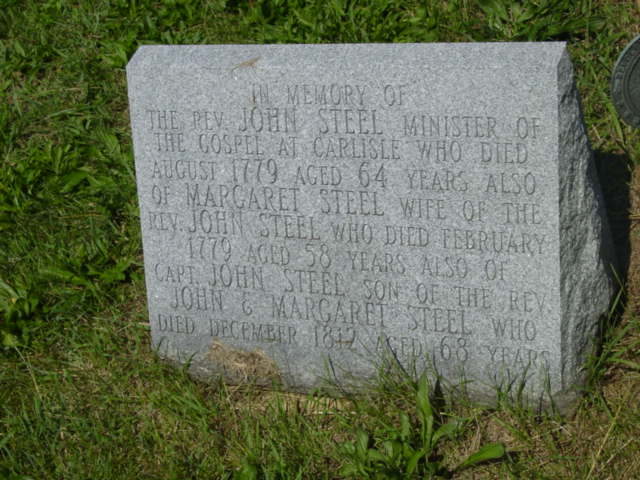 IN MEMORY OF
THE REV. JOHN STEEL MINISTER OF
THE GOSPEL AT CARLISLE WHO DIED
AUGUST 1779 AGED 64 YEARS ALSO
OF MARGARET STEEL WIFE OF THE
REV. JOHN STEEL WHO DIED FEBRUARY
1779 AGED 58 YEARS ALSO OF
CAPT. JOHN STEEL SON OF THE REV.
JOHN & MARGARET STEEL WHO
DIED DECEMBER 1812 AGED 68 YEARS